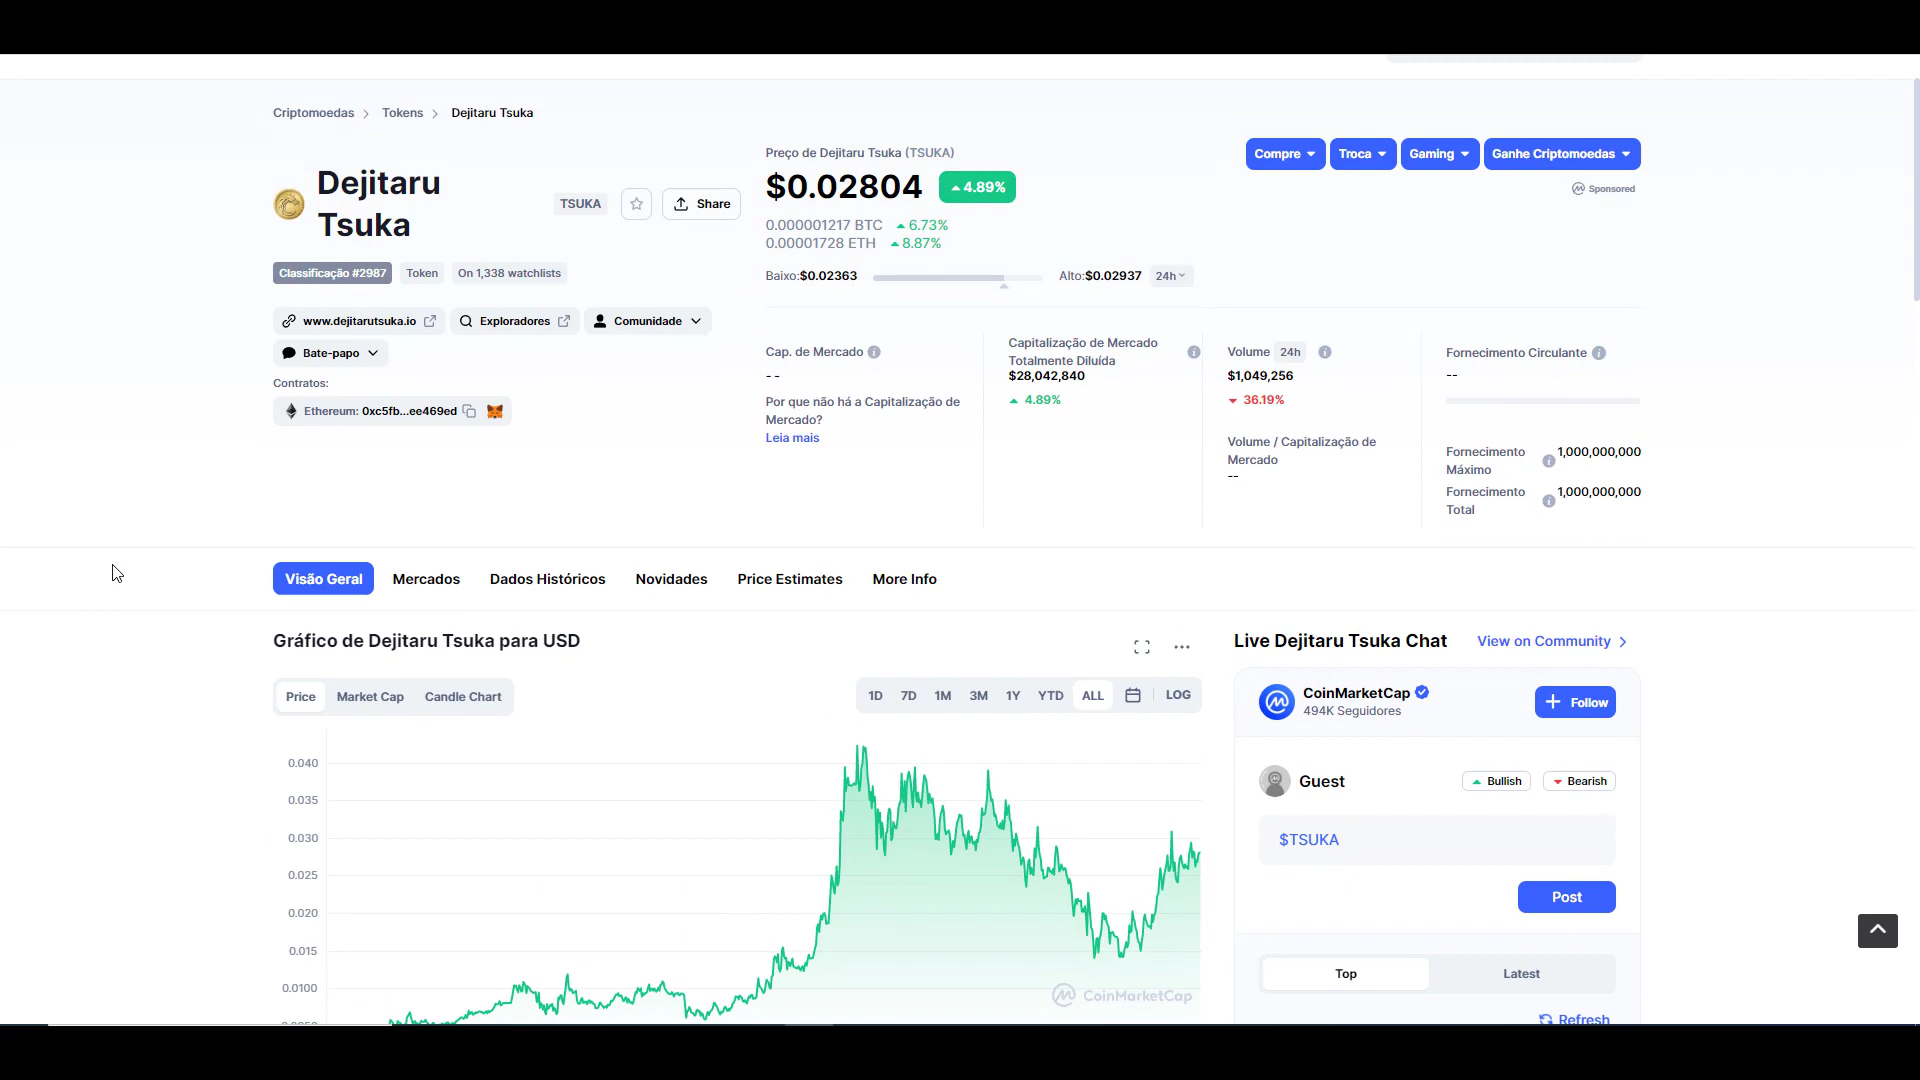 Criptomoedas
Tokens
Dejitaru Tsuka
Dejitaru
Tsuka
TSUKA
Share
Classificação #2987
Token
On 1,338 watchlists
www.dejitarutsuka.io
Exploradores
Comunidade
Bate-papo
Contratos:
Ethereum: 0xc5fb...ee469ed
Preço de Dejitaru Tsuka (TSUKA)
$0.02804
4.89%
0.000001217 BTC 6.73%
0.00001728 ETH 8.87%
Baixo:$0.02363
Alto:$0.02937
24h
Compre
Troca
Gaming
Ganhe Criptomoedas
Sponsored
Cap. de Mercado
- -
Por que não há a Capitalização de
Mercado?
Leia mais
Capitalização de Mercado
Totalmente Diluída
$28,042,840
4.89%
Volume 24h
$1,049,256
36.19%
Volume / Capitalização de
Mercado
--
Fornecimento Circulante
--
Fornecimento
Máximo
1,000,000,000
Fornecimento
Total
1,000,000,000
Visão Geral
Mercados
Dados Históricos
Novidades
Price Estimates
More Info
Gráfico de Dejitaru Tsuka para USD
Price
Market Cap
Candle Chart
1D
7D
1M
3M
1Y
YTD
ALL
LOG
0.040
0.035
0.030
0.025
0.020
0.015
0.0100
CoinMarketCap
Live Dejitaru Tsuka Chat
View on Community
CoinMarketCap
494K Seguidores
Follow
Guest
Bullish
Bearish
$TSUKA
Post
Top
Latest
Refresh